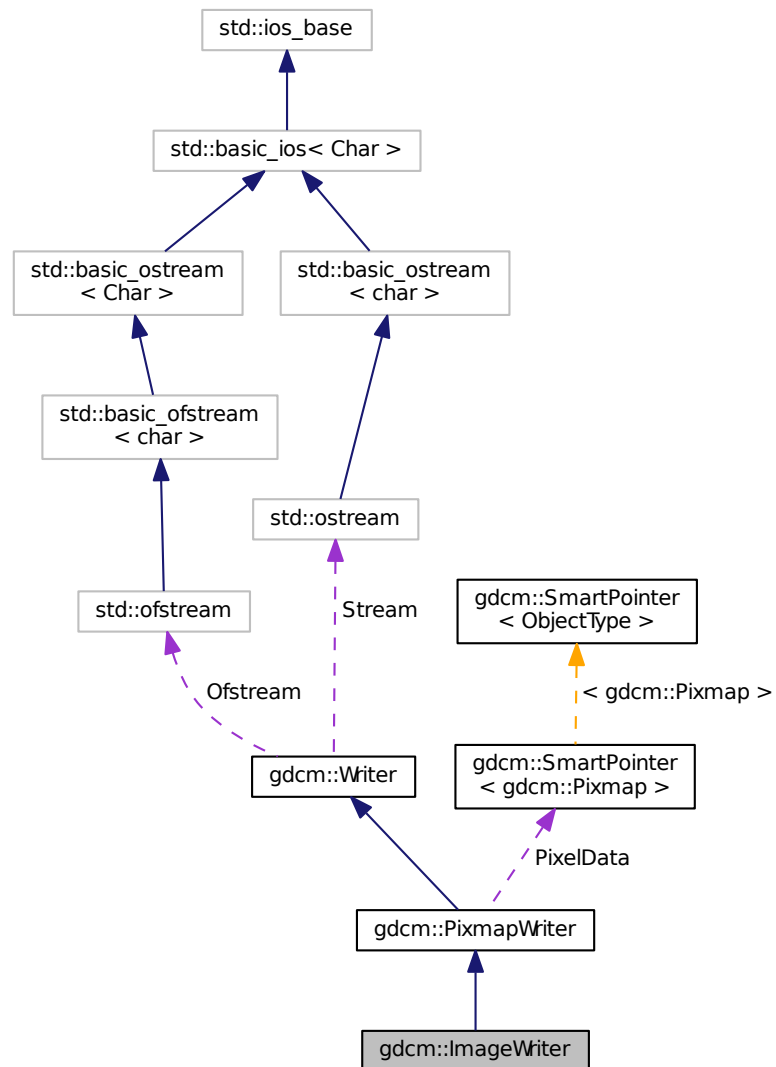 std::ios_base
std::basic_ios< Char >
std::basic_ostream
< Char >
std::basic_ostream
< char >
std::basic_ofstream
< char >
std::ostream
std::ofstream
Stream
gdcm::SmartPointer
< ObjectType >
Ofstream
< gdcm::Pixmap >
gdcm::Writer
gdcm::SmartPointer
< gdcm::Pixmap >
PixelData
gdcm::PixmapWriter
gdcm::ImageWriter